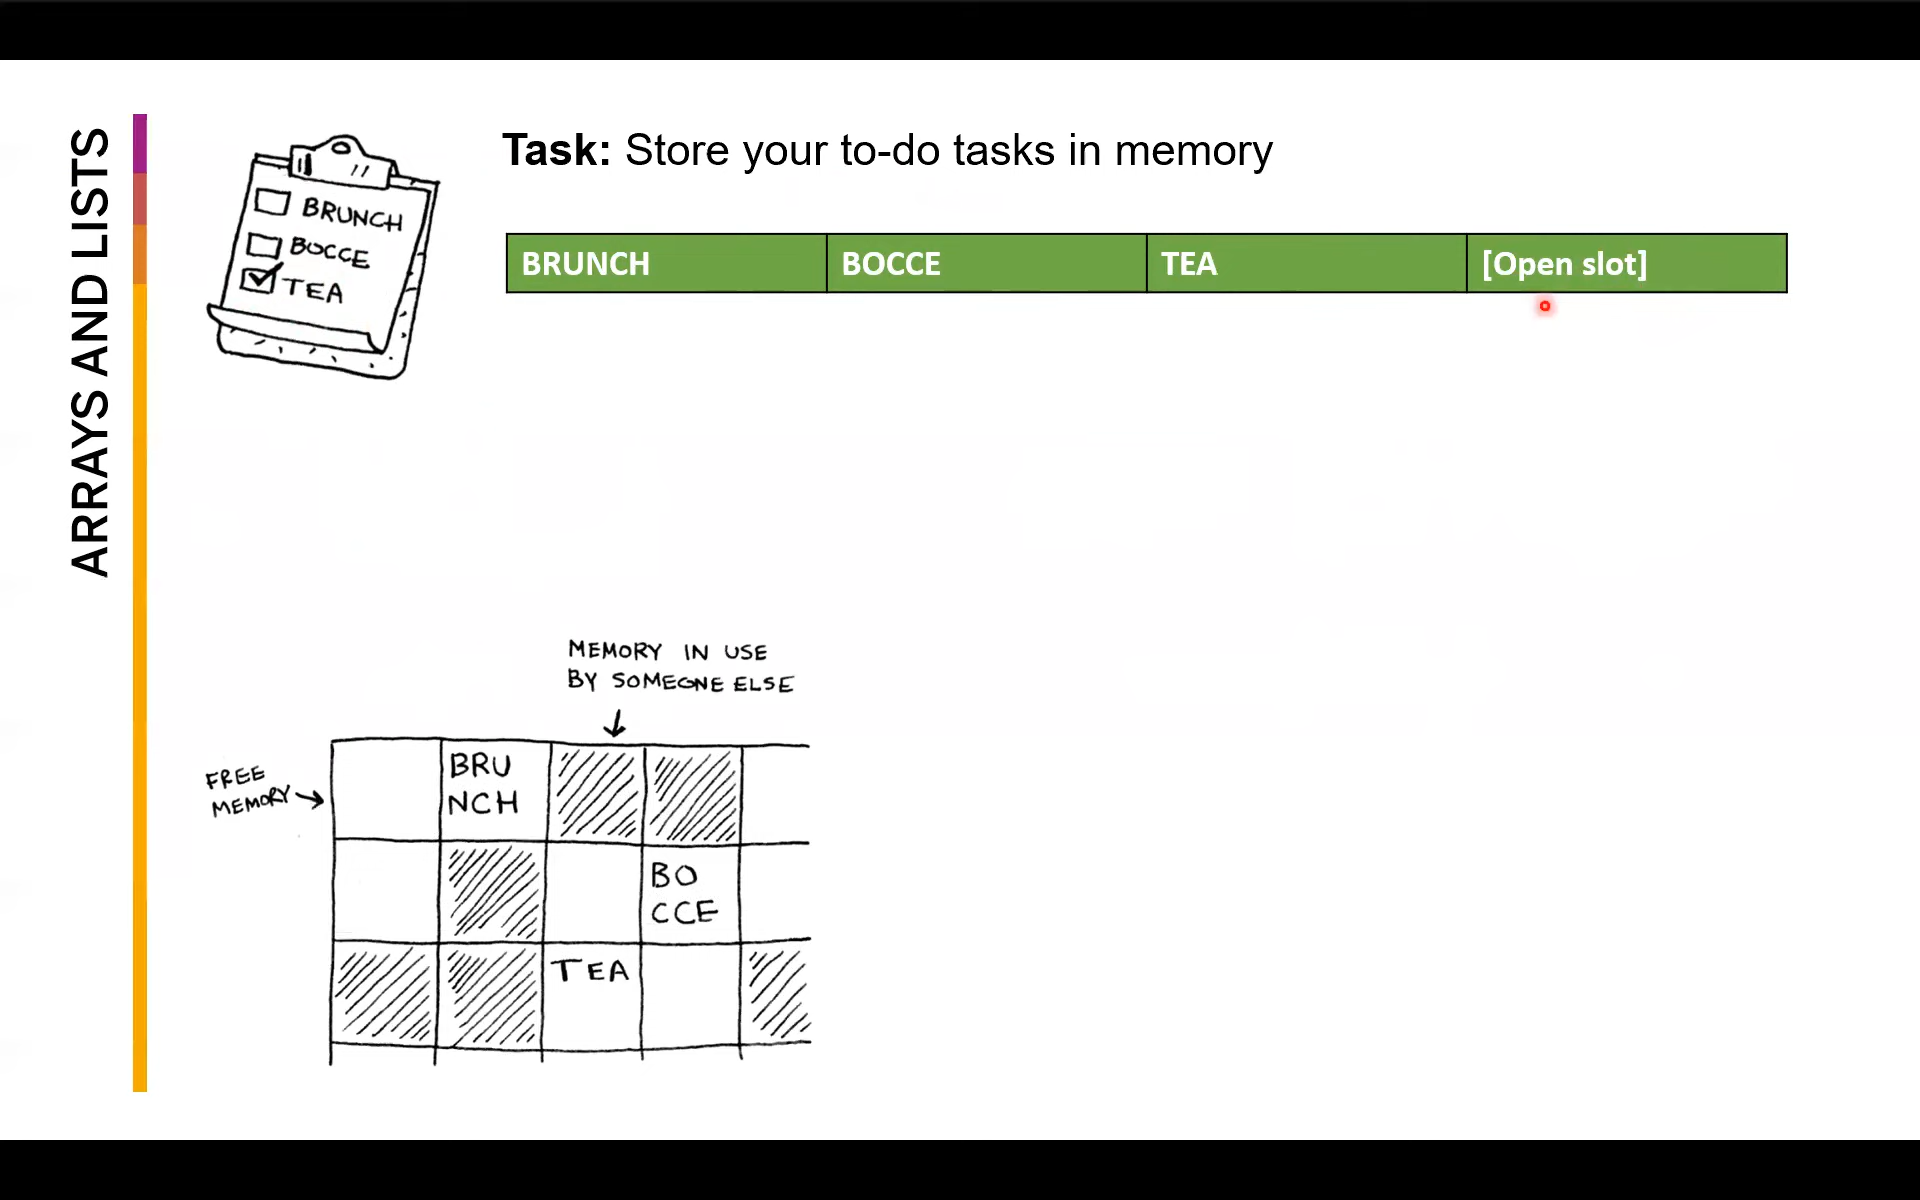 ARRAYS AND LISTS
Task: Store your to-do tasks in memory
BRUNCH
BOCCE
TEA
BRUNCH BOCCE TEA [Open slot]
MEMORY IN USE
BY SOMEONE ELSE
FREE
MEMORY
BRU
NCH
BO
CCE
TEA